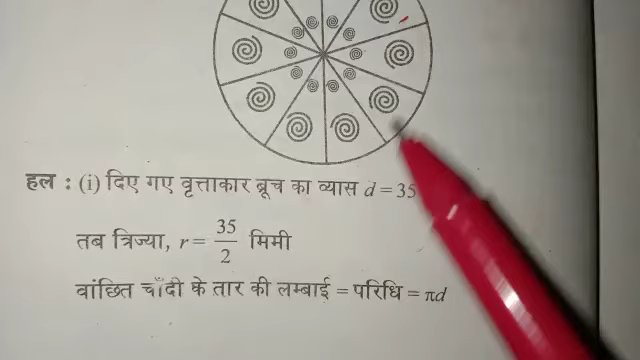 हल : (i) दिए गए वृत्ताकार ब्रूच का व्यास d = 35
तब त्रिज्या, r = 35/2 मिमी
वांछित चाँदी के तार की लम्बाई = परिधि = πd